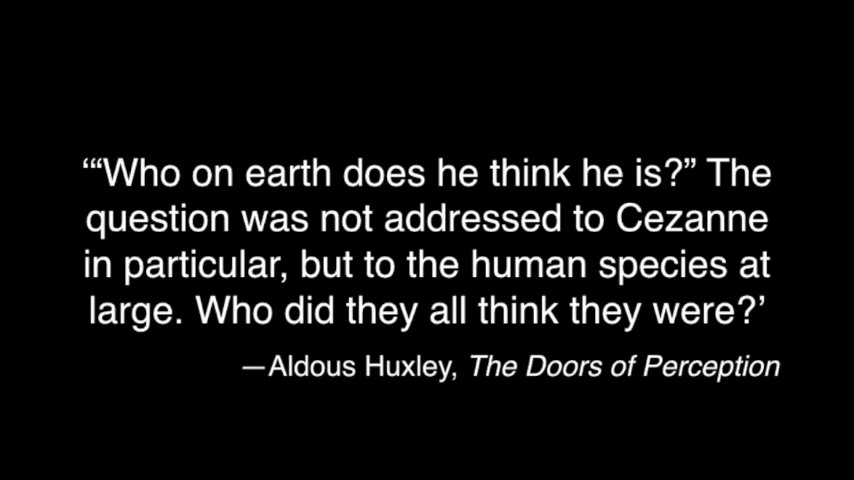 ‘“Who on earth does he think he is?” The
question was not addressed to Cezanne
in particular, but to the human species at
large. Who did they all think they were?’
—Aldous Huxley, The Doors of Perception